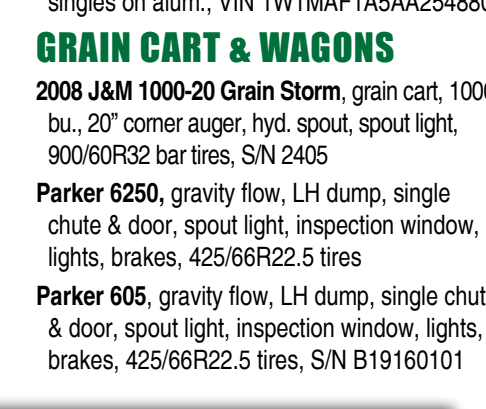 singles on alum., VIN 1W1MAF1A5AA254880
GRAIN CART & WAGONS
2008 J&M 1000-20 Grain Storm, grain cart, 1000
bu., 20” corner auger, hyd. spout, spout light,
900/60R32 bar tires, S/N 2405
Parker 6250, gravity flow, LH dump, single
chute & door, spout light, inspection window,
lights, brakes, 425/66R22.5 tires
Parker 605, gravity flow, LH dump, single chut
& door, spout light, inspection window, lights,
brakes, 425/66R22.5 tires, S/N B19160101